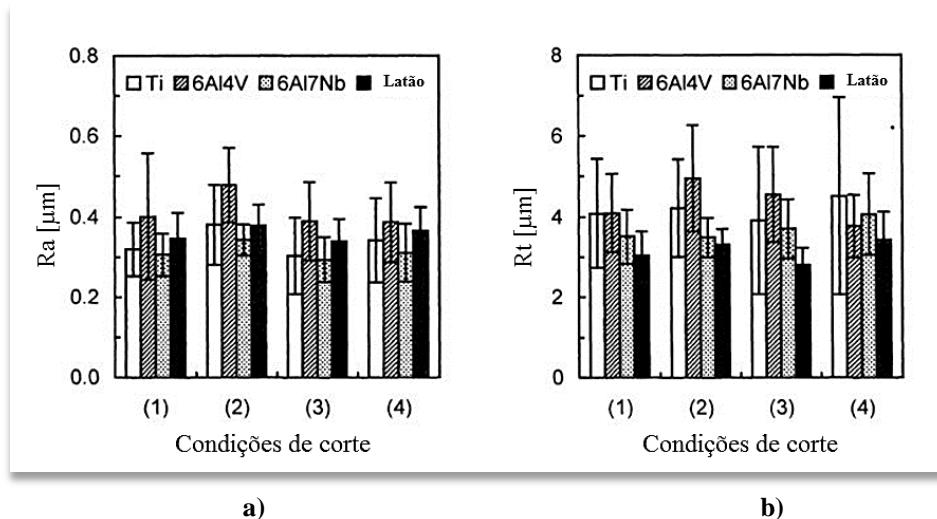 0.8
Ti 6Al4V 6Al7Nb Latão
0.6
0.4
0.2
0.0
Ra [µm]
(1) (2) (3) (4)
Condições de corte
a)
8
Ti 6Al4V 6Al7Nb Latão
6
4
2
0
Rt [µm]
(1) (2) (3) (4)
Condições de corte
b)